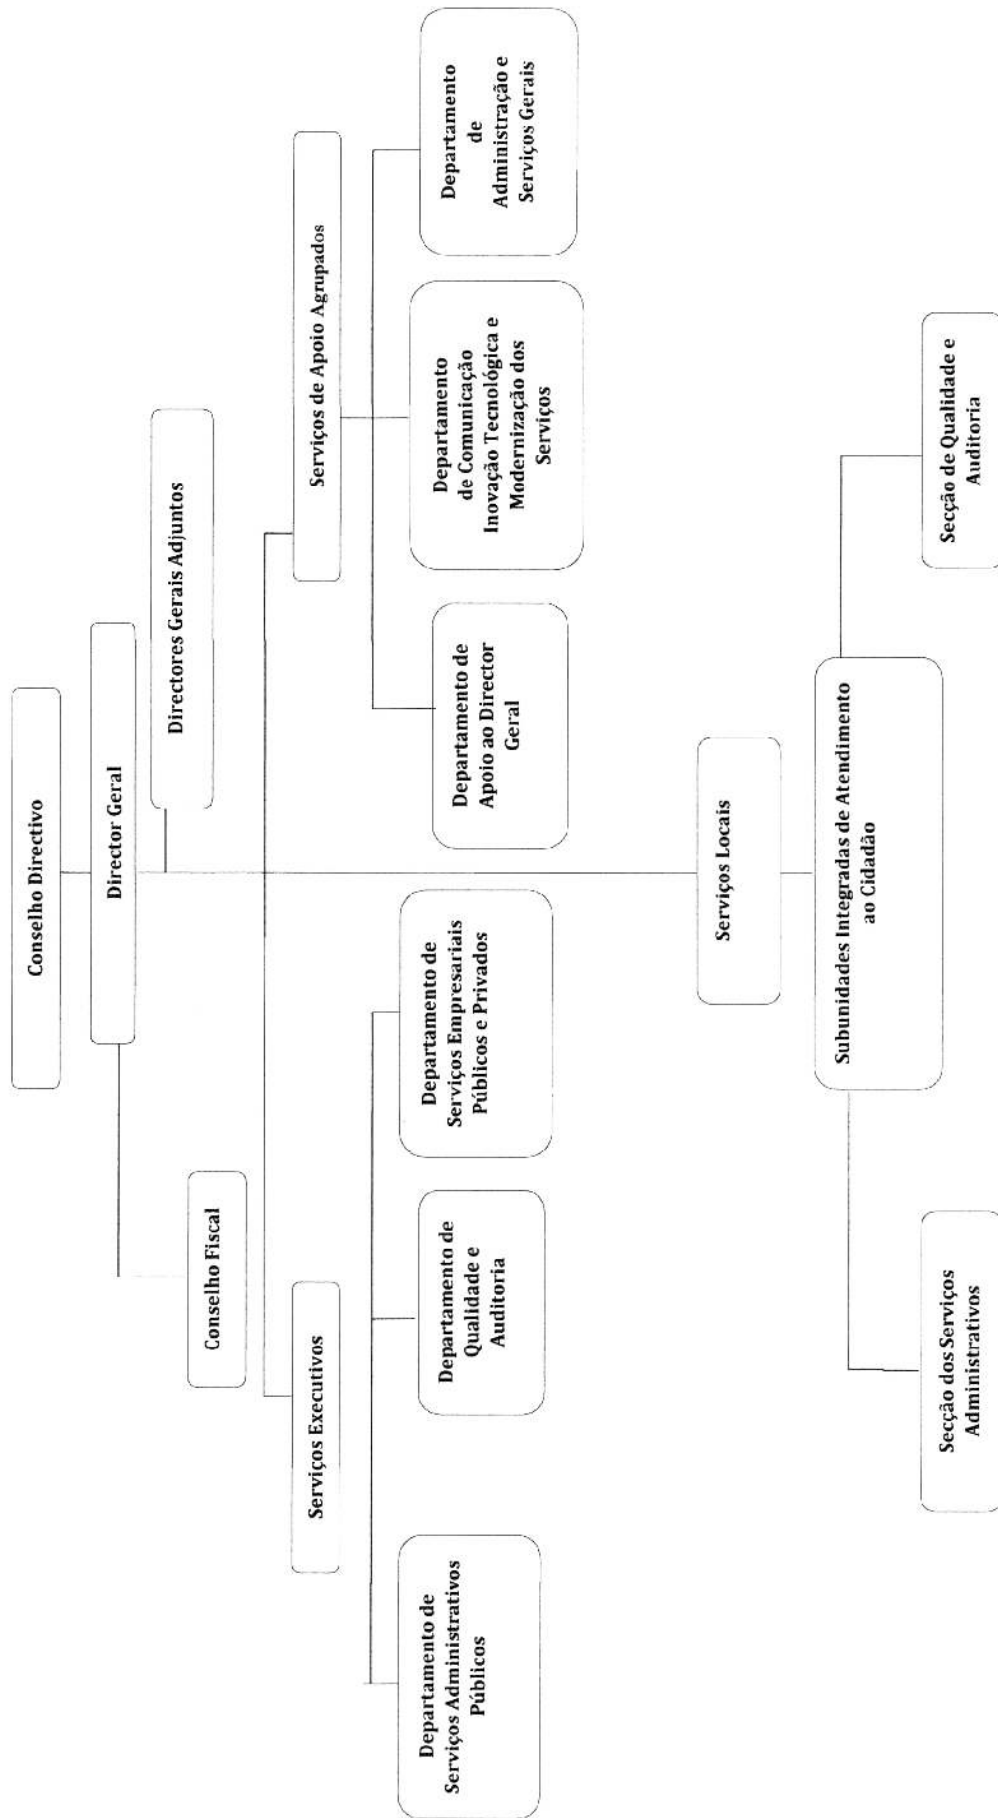 Conselho Directivo
Director Geral
Directores Gerais Adjuntos
Conselho Fiscal
Serviços Executivos
Serviços de Apoio Agrupados
Departamento de
Serviços Administrativos
Públicos
Departamento de
Qualidade e
Auditoria
Departamento de
Serviços Empresariais
Públicos e Privados
Departamento de
Apoio ao Director
Geral
Departamento
de Comunicação
Inovação Tecnológica e
Modernização dos
Serviços
Departamento
de
Administração e
Serviços Gerais
Serviços Locais
Subunidades Integradas de Atendimento
ao Cidadão
Secção dos Serviços
Administrativos
Secção de Qualidade e
Auditoria